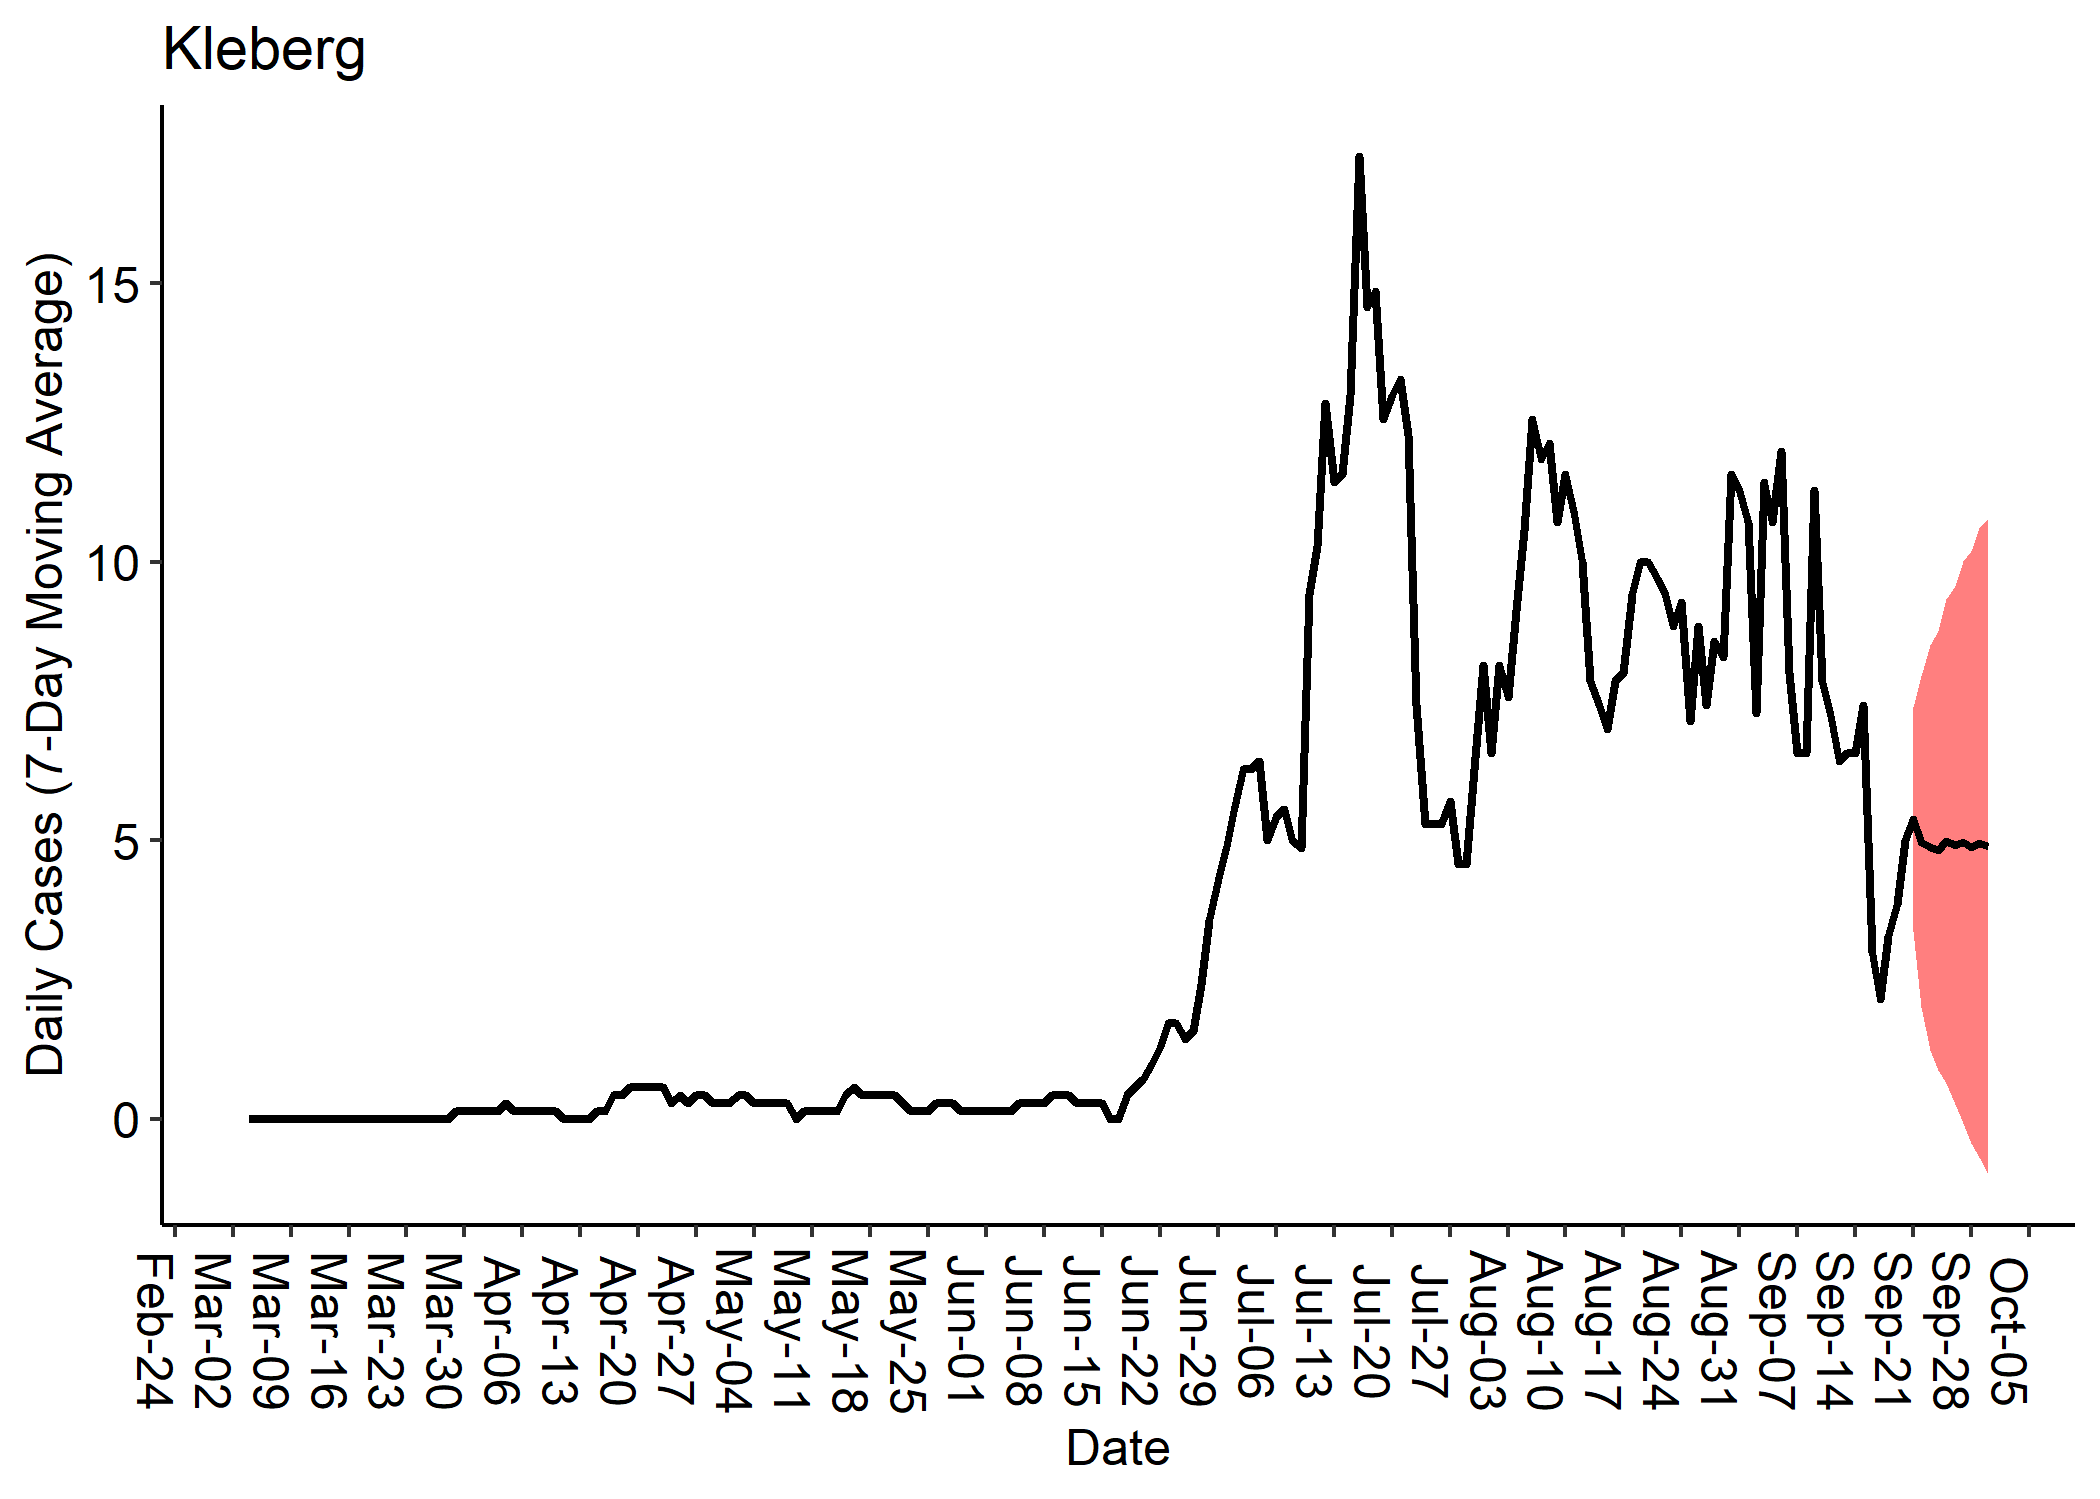 Kleberg
Daily Cases (7-Day Moving Average)
15
10
5
0
Feb-24
Mar-02
Mar-09
Mar-16
Mar-23
Mar-30
Apr-06
Apr-13
Apr-20
Apr-27
May-04
May-11
May-18
May-25
Jun-01
Jun-08
Jun-15
Jun-22
Jun-29
Jul-06
Jul-13
Jul-20
Jul-27
Aug-03
Aug-10
Aug-17
Aug-24
Aug-31
Sep-07
Sep-14
Sep-21
Sep-28
Oct-05
Date